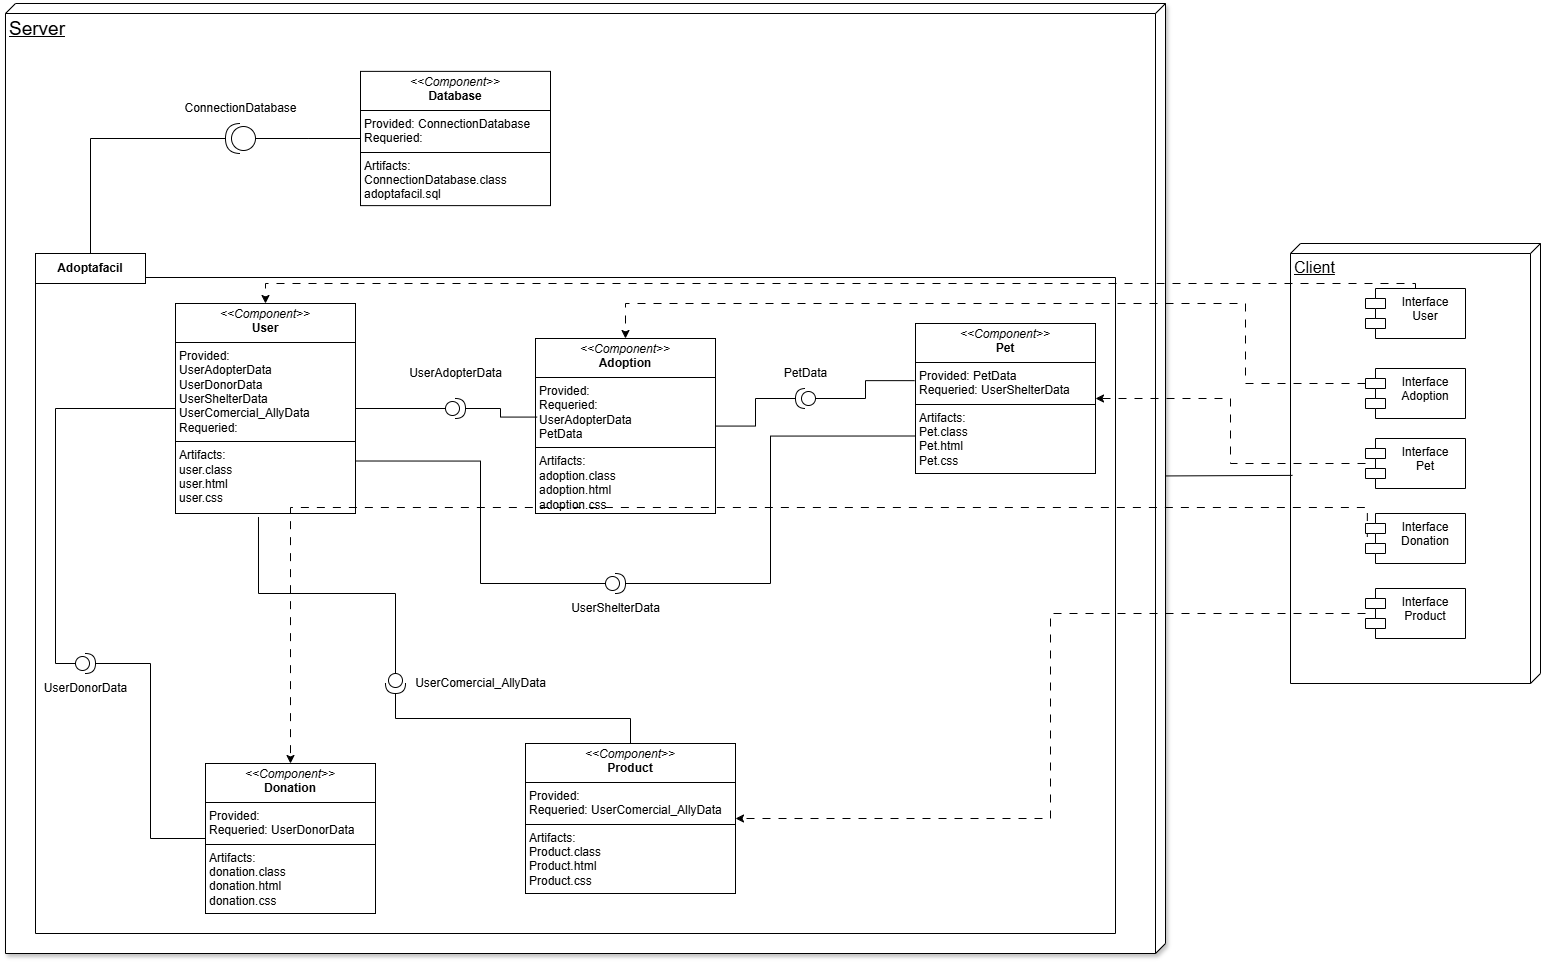 Server
<<Component>>
Database
Provided: ConnectionDatabase
Requeried:
Artifacts:
ConnectionDatabase.class
adoptafacil.sql
ConnectionDatabase
Adoptafacil
<<Component>>
User
Provided:
UserAdopterData
UserDonorData
UserShelterData
UserComercial_AllyData
Requeried:
Artifacts:
user.class
user.html
user.css
UserAdopterData
<<Component>>
Adoption
Provided:
Requeried:
UserAdopterData
PetData
Artifacts:
adoption.class
adoption.html
adoption.css
PetData
<<Component>>
Pet
Provided: PetData
Requeried: UserShelterData
Artifacts:
Pet.class
Pet.html
Pet.css
UserShelterData
UserDonorData
UserComercial_AllyData
<<Component>>
Donation
Provided:
Requeried: UserDonorData
Artifacts:
donation.class
donation.html
donation.css
<<Component>>
Product
Provided:
Requeried: UserComercial_AllyData
Artifacts:
Product.class
Product.html
Product.css
Client
Interface
User
Interface
Adoption
Interface
Pet
Interface
Donation
Interface
Product